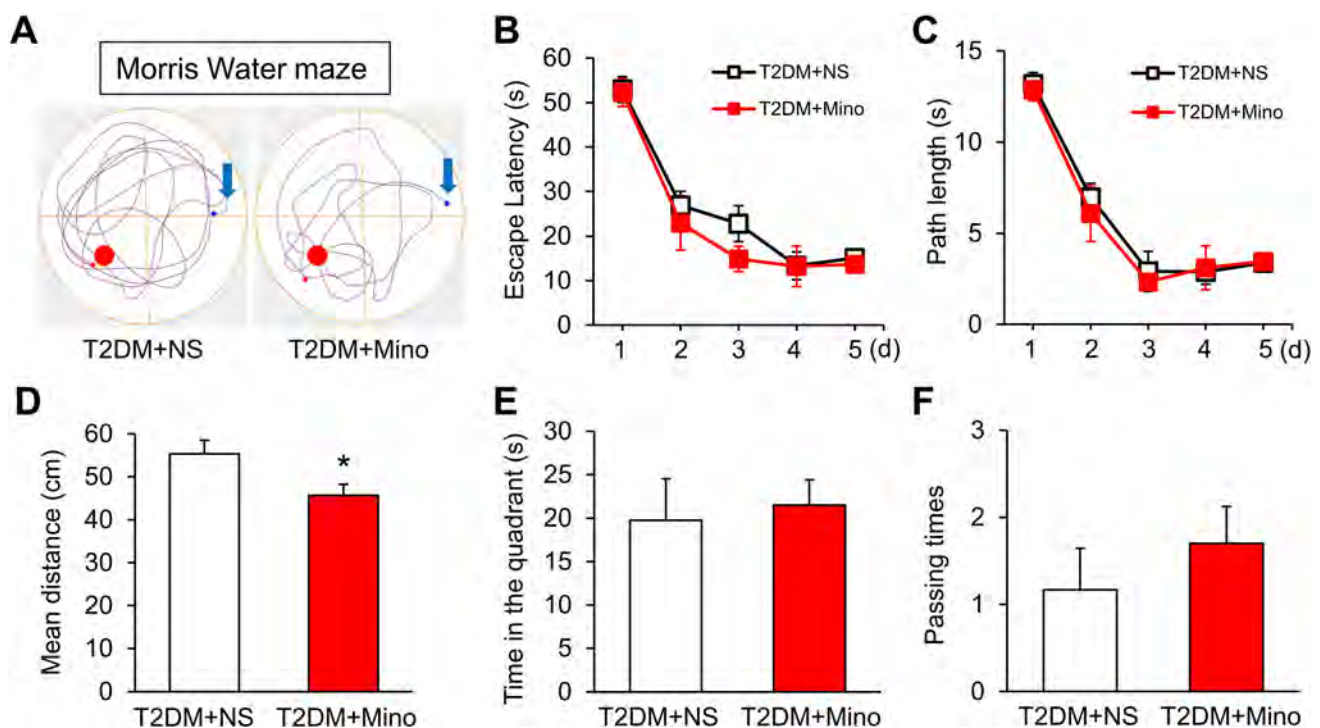 A
Morris Water maze
T2DM+NS
T2DM+Mino
B
Escape Latency (s)
60
50
40
30
20
10
0
1 2 3 4 5 (d)
T2DM+NS
T2DM+Mino
C
Path length (s)
15
10
5
0
1 2 3 4 5 (d)
T2DM+NS
T2DM+Mino
D
Mean distance (cm)
60
50
40
30
20
10
0
*
T2DM+NS T2DM+Mino
E
Time in the quadrant (s)
30
25
20
15
10
5
0
T2DM+NS T2DM+Mino
F
Passing times
3
2
1
0
T2DM+NS T2DM+Mino